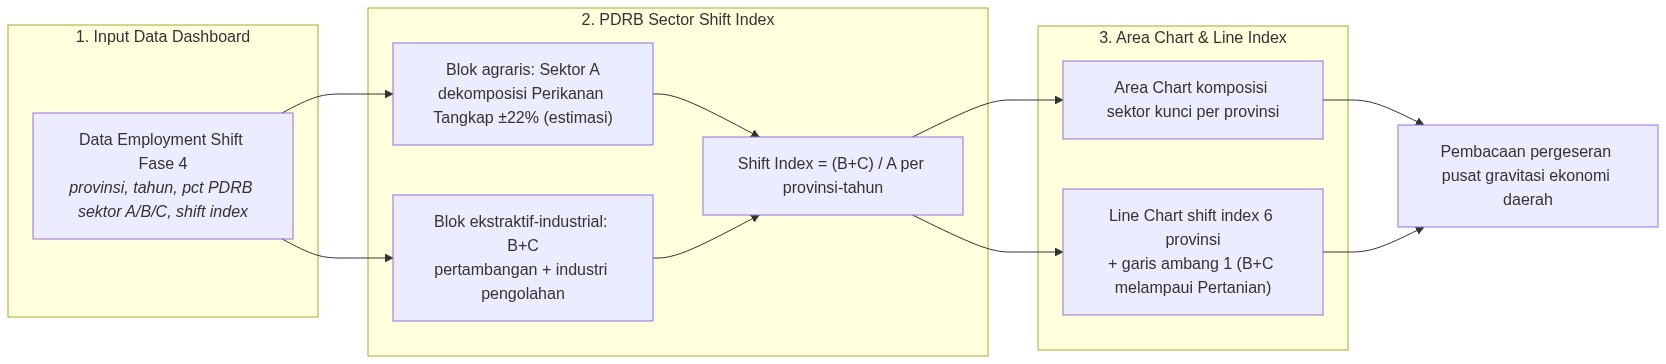 1. Input Data Dashboard
Data Employment Shift
Fase 4
provinsi, tahun, pct PDRB
sektor A/B/C, shift index
2. PDRB Sector Shift Index
Blok agraris: Sektor A
dekomposisi Perikanan
Tangkap ±22% (estimasi)
Blok ekstraktif-industrial:
B+C
pertambangan + industri
pengolahan
Shift Index = (B+C) / A per
provinsi-tahun
3. Area Chart & Line Index
Area Chart komposisi
sektor kunci per provinsi
Line Chart shift index 6
provinsi
+ garis ambang 1 (B+C
melampaui Pertanian)
Pembacaan pergeseran
pusat gravitasi ekonomi
daerah